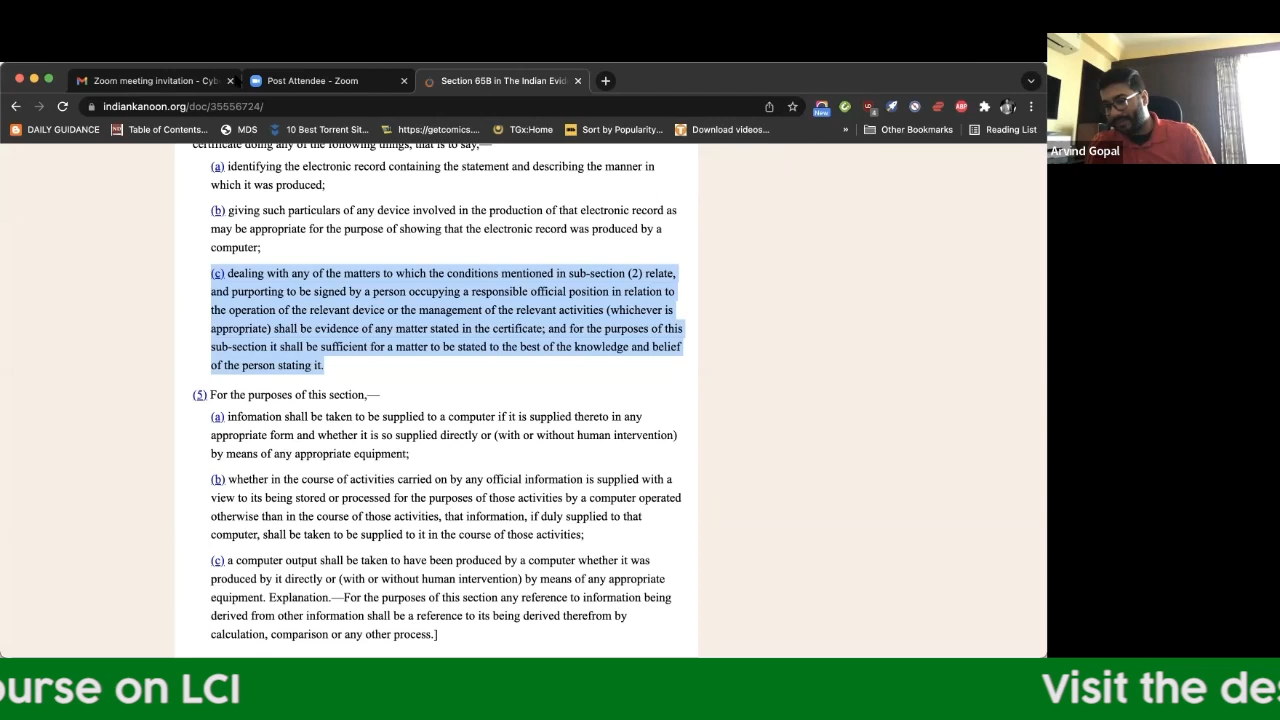 Zoom meeting invitation - Cyb
Post Attendee - Zoom
Section 65B in The Indian Evid
indiankanoon.org/doc/35556724/
New
4
ABP
DAILY GUIDANCE
Table of Contents...
MDS
10 Best Torrent Sit...
https://getcomics....
TGx:Home
Sort by Popularity...
Download videos...
»
Other Bookmarks
Reading List
certificate doing any of the following things, that is to say,—
(a) identifying the electronic record containing the statement and describing the manner in
which it was produced;
(b) giving such particulars of any device involved in the production of that electronic record as
may be appropriate for the purpose of showing that the electronic record was produced by a
computer;
(c) dealing with any of the matters to which the conditions mentioned in sub-section (2) relate,
and purporting to be signed by a person occupying a responsible official position in relation to
the operation of the relevant device or the management of the relevant activities (whichever is
appropriate) shall be evidence of any matter stated in the certificate; and for the purposes of this
sub-section it shall be sufficient for a matter to be stated to the best of the knowledge and belief
of the person stating it.
(5) For the purposes of this section,—
(a) infomation shall be taken to be supplied to a computer if it is supplied thereto in any
appropriate form and whether it is so supplied directly or (with or without human intervention)
by means of any appropriate equipment;
(b) whether in the course of activities carried on by any official information is supplied with a
view to its being stored or processed for the purposes of those activities by a computer operated
otherwise than in the course of those activities, that information, if duly supplied to that
computer, shall be taken to be supplied to it in the course of those activities;
(c) a computer output shall be taken to have been produced by a computer whether it was
produced by it directly or (with or without human intervention) by means of any appropriate
equipment. Explanation.—For the purposes of this section any reference to information being
derived from other information shall be a reference to its being derived therefrom by
calculation, comparison or any other process.]
Arvind Gopal
ourse on LCI
Visit the des